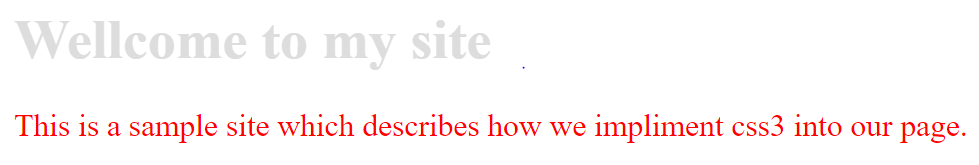 Wellcome to my site
This is a sample site which describes how we impliment css3 into our page.